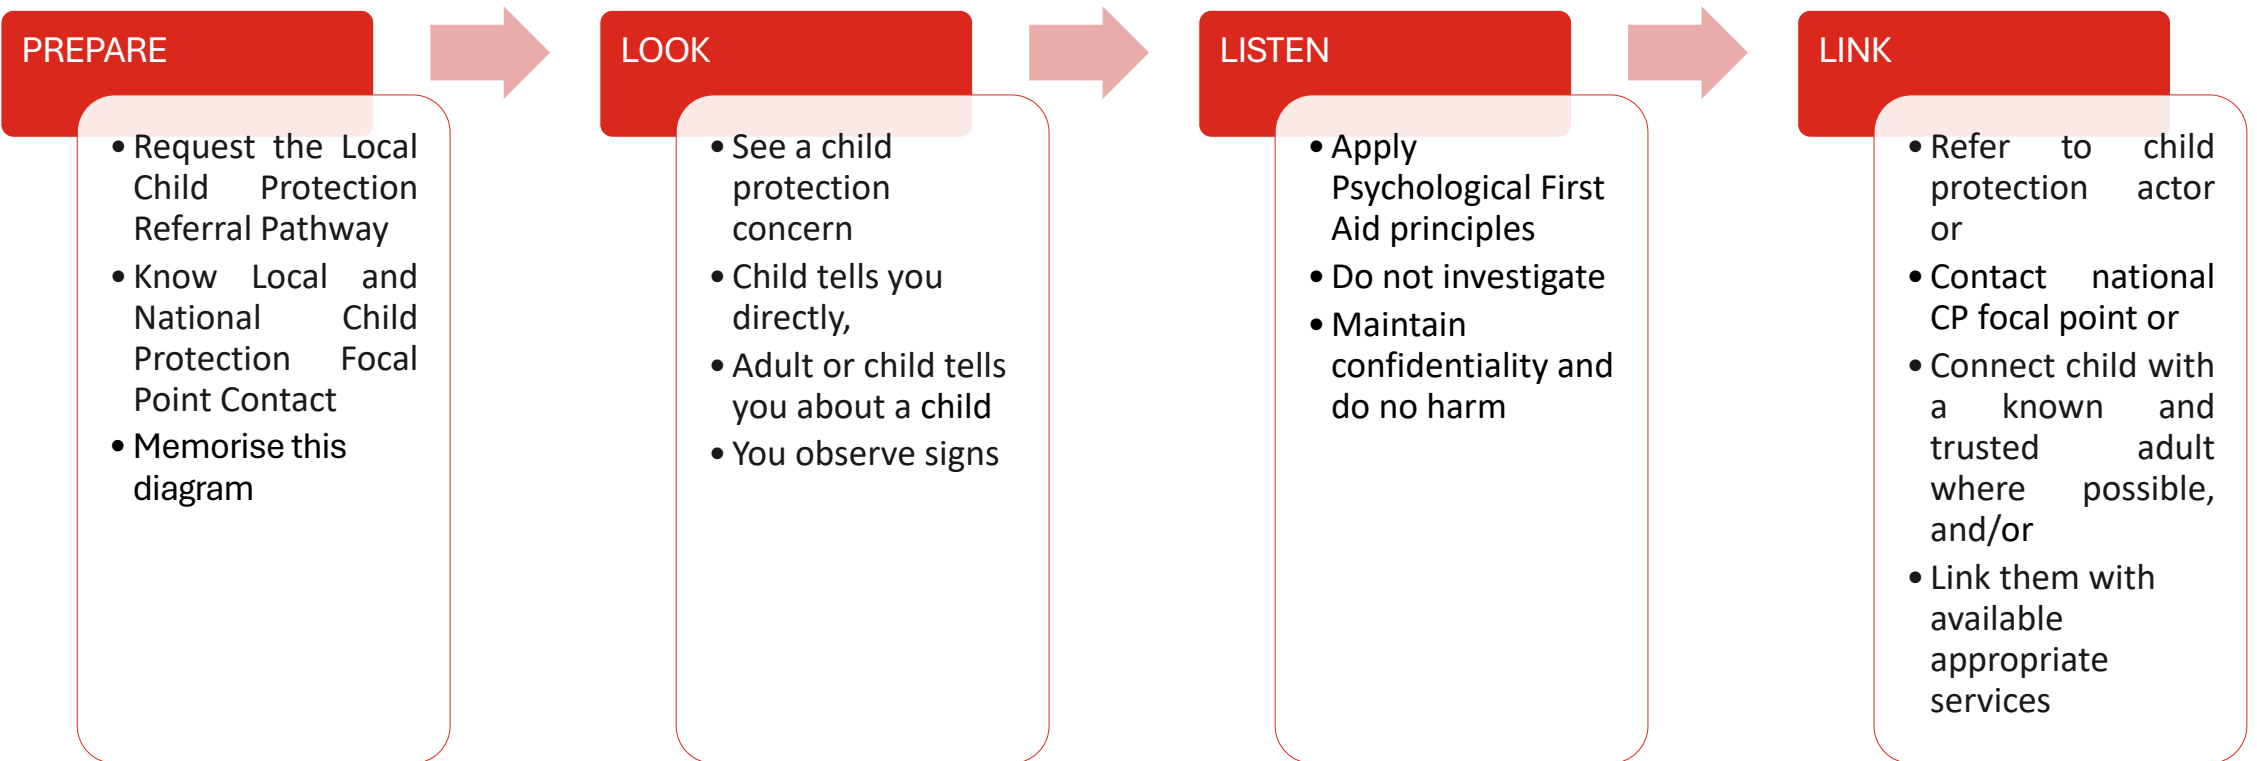 PREPARE
• Request the Local
Child Protection
Referral Pathway
• Know Local and
National Child
Protection Focal
Point Contact
• Memorise this
diagram
LOOK
• See a child
protection
concern
• Child tells you
directly,
• Adult or child tells
you about a child
• You observe signs
LISTEN
• Apply
Psychological First
Aid principles
• Do not investigate
• Maintain
confidentiality and
do no harm
LINK
• Refer to child
protection actor
or
• Contact national
CP focal point or
• Connect child with
a known and
trusted adult
where possible,
and/or
• Link them with
available
appropriate
services